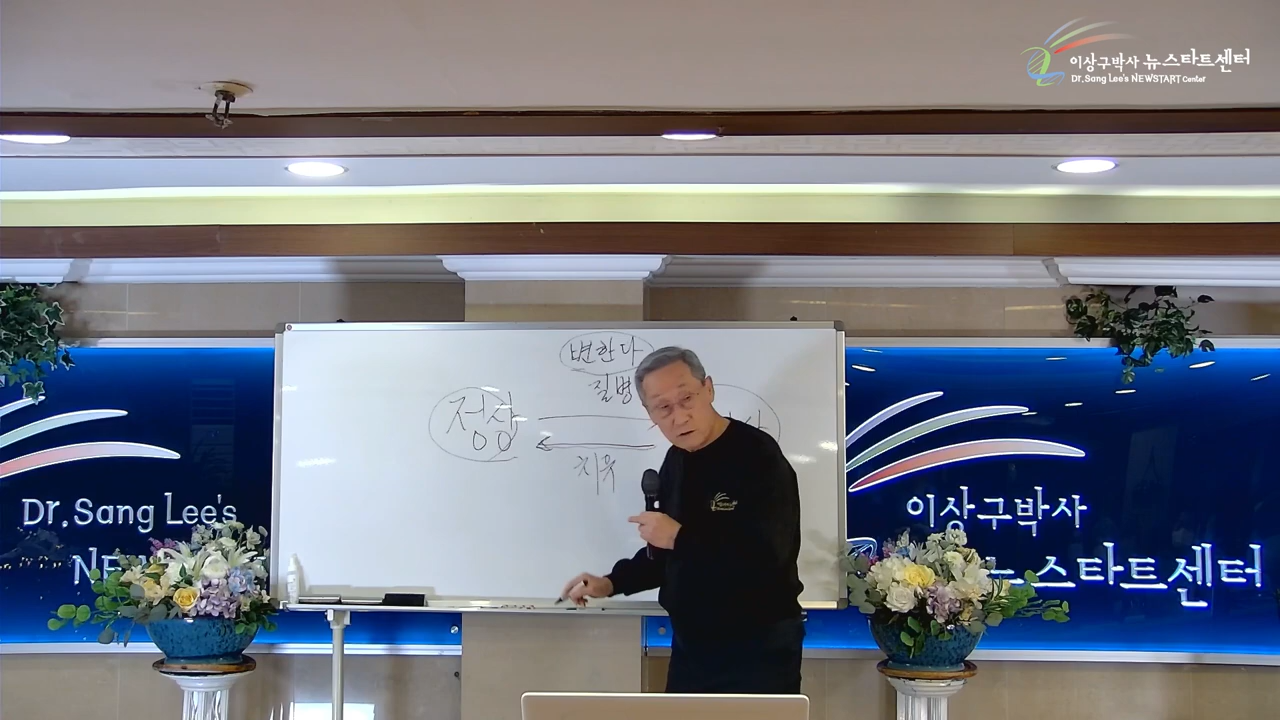 이상구박사 뉴스타트센터
Dr. Sang Lee's NEWSTART Center
변한다
질병
정상
치유
Dr. Sang Lee's
이상구박사
뉴스타트센터